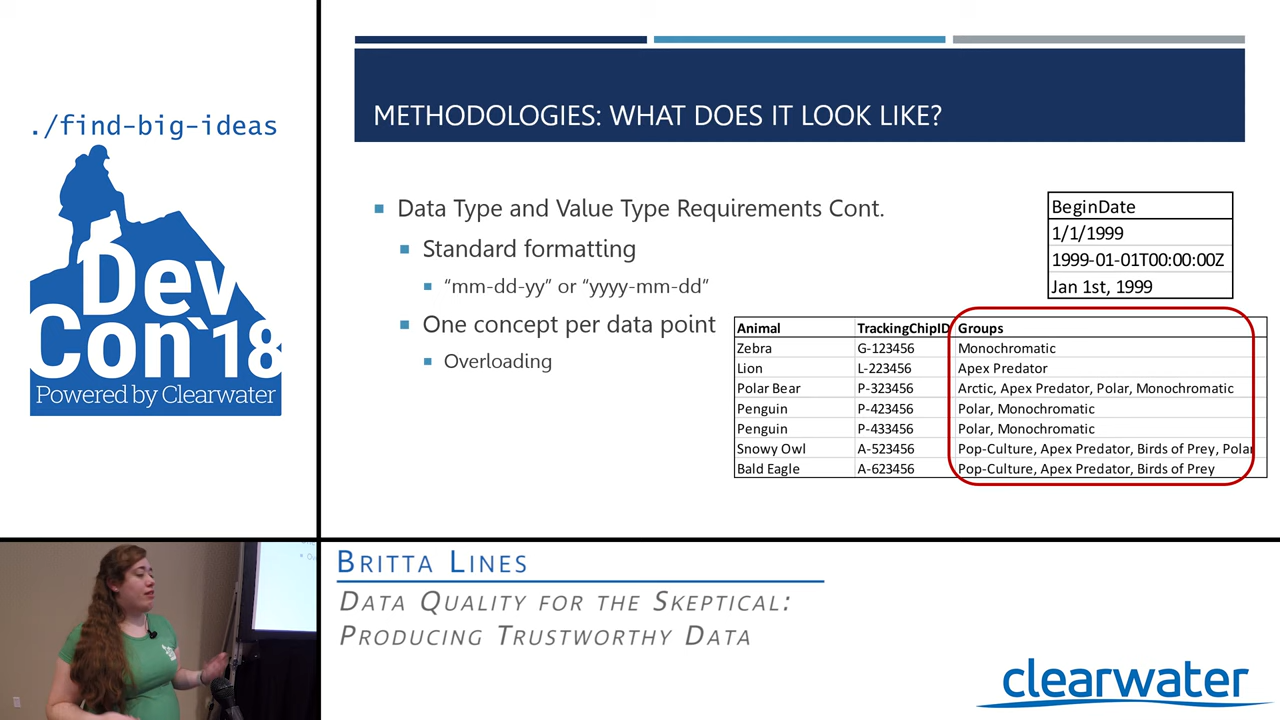 ./find-big-ideas
Dev
Con`18
Powered by Clearwater
METHODOLOGIES: WHAT DOES IT LOOK LIKE?
Data Type and Value Type Requirements Cont.
Standard formatting
“mm-dd-yy” or “yyyy-mm-dd”
One concept per data point
Overloading
BeginDate
1/1/1999
1999-01-01T00:00:00Z
Jan 1st, 1999
Animal TrackingChipID Groups
Zebra G-123456 Monochromatic
Lion L-223456 Apex Predator
Polar Bear P-323456 Arctic, Apex Predator, Polar, Monochromatic
Penguin P-423456 Polar, Monochromatic
Penguin P-433456 Polar, Monochromatic
Snowy Owl A-523456 Pop-Culture, Apex Predator, Birds of Prey, Polar
Bald Eagle A-623456 Pop-Culture, Apex Predator, Birds of Prey
BRITTA LINES
DATA QUALITY FOR THE SKEPTICAL:
PRODUCING TRUSTWORTHY DATA
clearwater